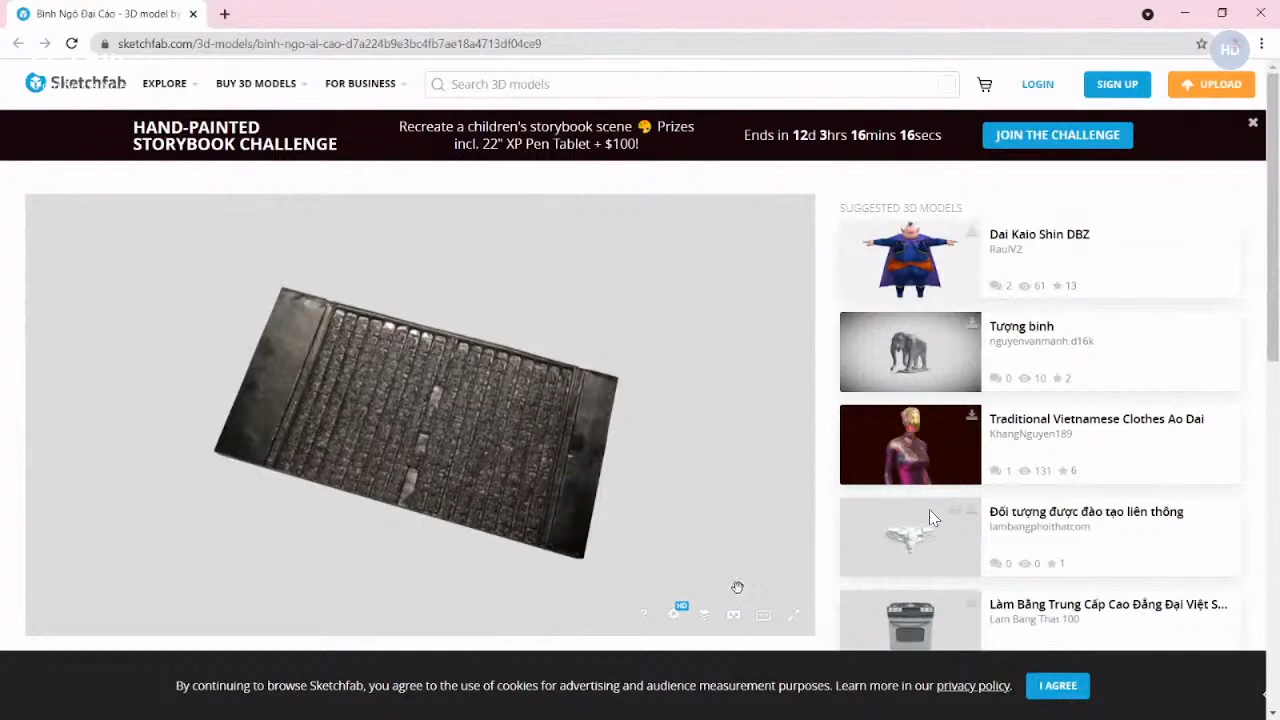 Bình Ngô Đại Cáo - 3D model by
sketchfab.com/3d-models/binh-ngo-ai-cao-d7a224b9e3bc4fb7ae18a4713df04ce9
HD
Sketchfab
EXPLORE
BUY 3D MODELS
FOR BUSINESS
Search 3D models
LOGIN
SIGN UP
UPLOAD
HAND-PAINTED
STORYBOOK CHALLENGE
Recreate a children's storybook scene 🎨 Prizes
incl. 22" XP Pen Tablet + $100!
Ends in 12d 3hrs 16mins 16secs
JOIN THE CHALLENGE
SUGGESTED 3D MODELS
Dai Kaio Shin DBZ
RaulV2
2 61 13
Tượng binh
nguyenvanmanh.d16k
0 10 2
Traditional Vietnamese Clothes Ao Dai
KhangNguyen189
1 131 6
Đối tượng được đào tạo liên thông
lambangphoithatcom
0 0 1
Làm Bằng Trung Cấp Cao Đẳng Đại Việt S...
Lam Bang That 100
?
HD
By continuing to browse Sketchfab, you agree to the use of cookies for advertising and audience measurement purposes. Learn more in our privacy policy.
I AGREE